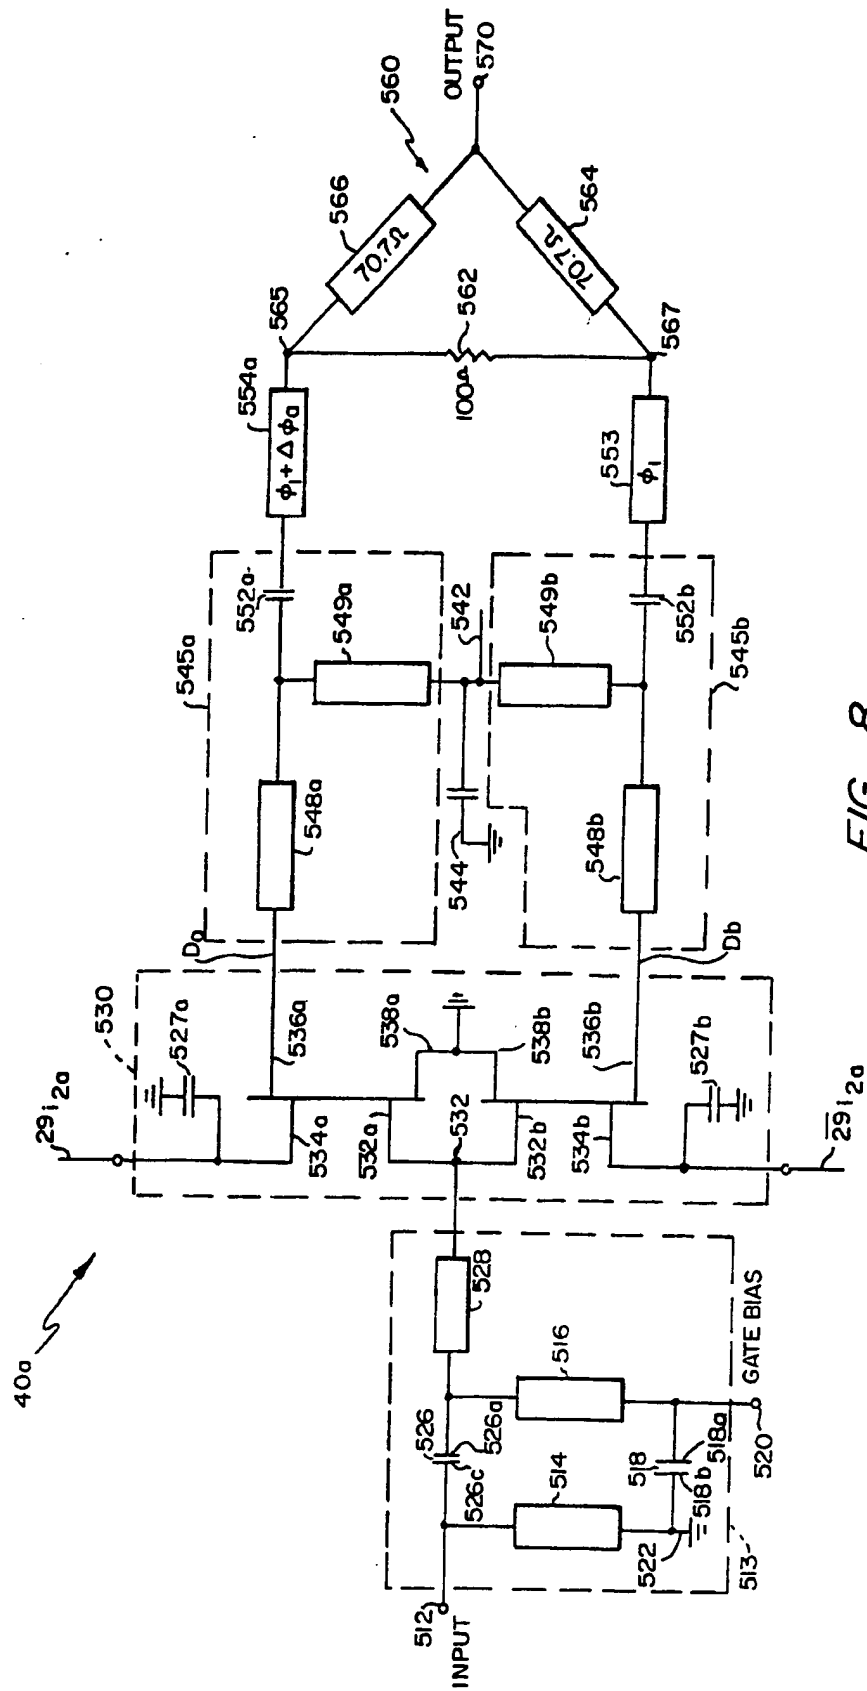 40a
29i2a
530
527a
Da
545a
552a
554a
ϕ1+Δϕa
565
566
70.7Ω
560
OUTPUT
570
534a
536a
548a
549a
532a
538a
532
532b
538b
544
542
100Ω
562
534b
536b
548b
549b
552b
553
ϕ1
567
564
70.7Ω
527b
Db
545b
29i2a
512
INPUT
526
526a
526c
528
514
516
518
518a
518b
522
520
GATE BIAS
513
FIG. 8